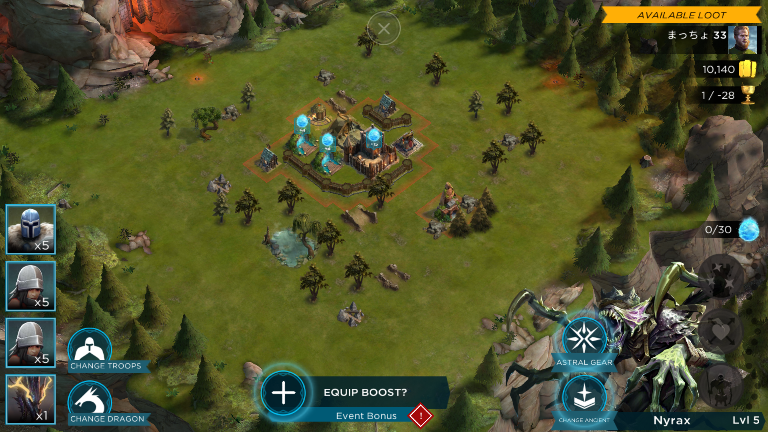 AVAILABLE LOOT
まっちょ 33
10,140
1 / -28
0/30
x5
x5
x5
x1
CHANGE TROOPS
CHANGE DRAGON
EQUIP BOOST?
Event Bonus
ASTRAL GEAR
CHANGE ANCIENT
Nyrax Lvl 5